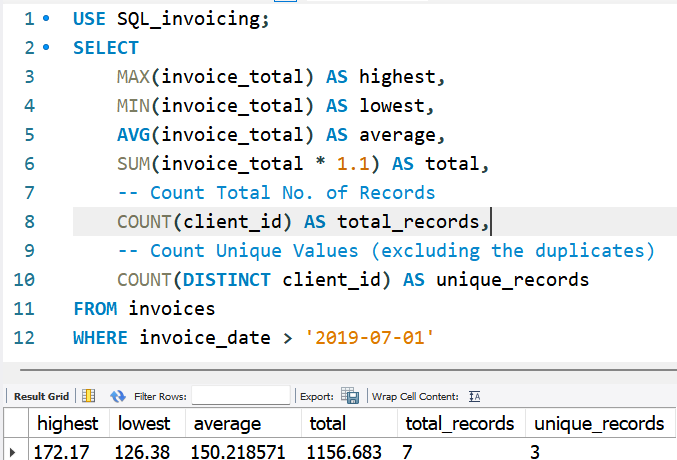 1 USE SQL_invoicing;
2 SELECT
3 MAX(invoice_total) AS highest,
4 MIN(invoice_total) AS lowest,
5 AVG(invoice_total) AS average,
6 SUM(invoice_total * 1.1) AS total,
7 -- Count Total No. of Records
8 COUNT(client_id) AS total_records,
9 -- Count Unique Values (excluding the duplicates)
10 COUNT(DISTINCT client_id) AS unique_records
11 FROM invoices
12 WHERE invoice_date > '2019-07-01'
Result Grid Filter Rows: Export: Wrap Cell Content: IA
highest lowest average total total_records unique_records
172.17 126.38 150.218571 1156.683 7 3